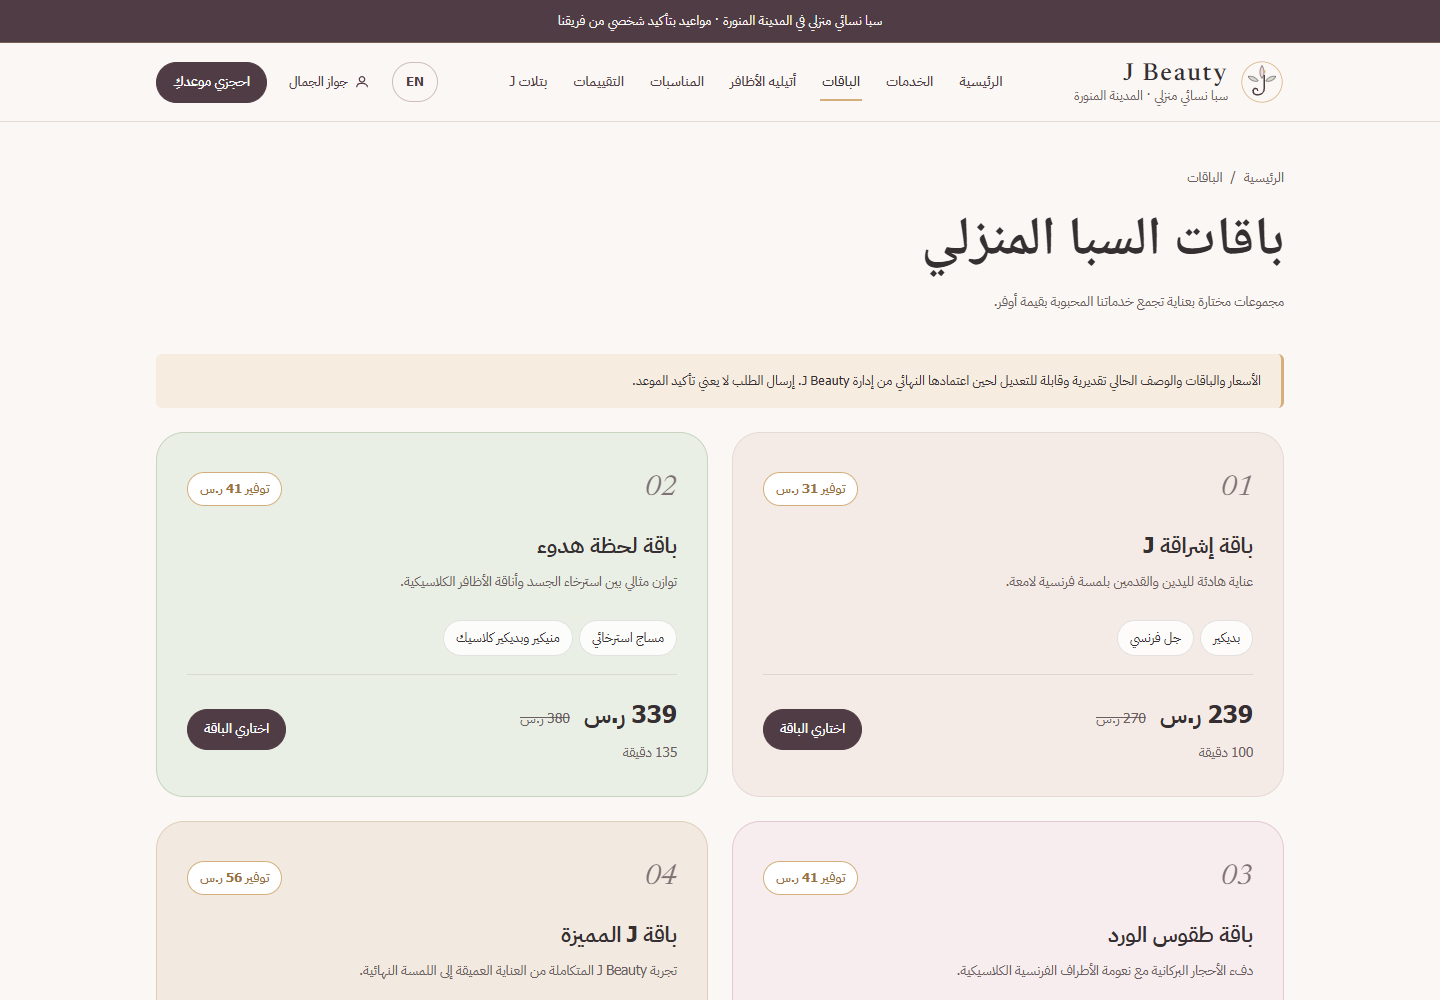 سبا نسائي منزلي في المدينة المنورة · مواعيد بتأكيد شخصي من فريقنا
J Beauty
سبا نسائي منزلي · المدينة المنورة
الرئيسية
الخدمات
الباقات
أتيليه الأظافر
المناسبات
التقييمات
بتلات J
EN
جواز الجمال
احجزي موعدكِ
الرئيسية / الباقات
باقات السبا المنزلي
مجموعات مختارة بعناية تجمع خدماتنا المحبوبة بقيمة أوفر.
الأسعار والباقات والوصف الحالي تقديرية وقابلة للتعديل لحين اعتمادها النهائي من إدارة J Beauty. إرسال الطلب لا يعني تأكيد الموعد.
01
توفير 31 ر.س
باقة إشراقة J
عناية هادئة لليدين والقدمين بلمسة فرنسية لامعة.
بديكير
جل فرنسي
239 ر.س 270 ر.س
100 دقيقة
اختاري الباقة
02
توفير 41 ر.س
باقة لحظة هدوء
توازن مثالي بين استرخاء الجسد وأناقة الأظافر الكلاسيكية.
مساج استرخائي
منيكير وبديكير كلاسيك
339 ر.س 380 ر.س
135 دقيقة
اختاري الباقة
03
توفير 41 ر.س
باقة طقوس الورد
دفء الأحجار البركانية مع نعومة الأطراف الفرنسية الكلاسيكية.
04
توفير 56 ر.س
باقة J المميزة
تجربة J Beauty المتكاملة من العناية العميقة إلى اللمسة النهائية.